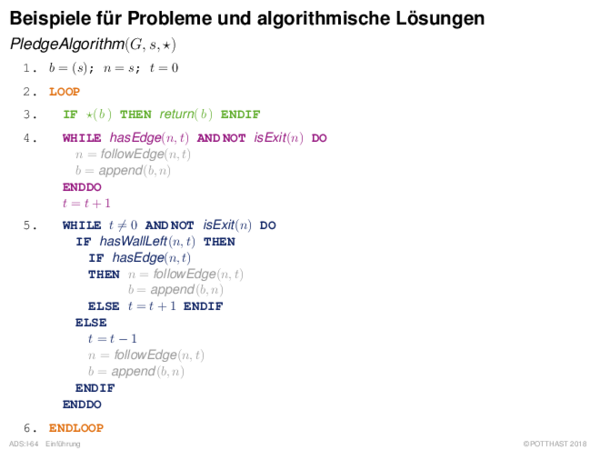 Beispiele für Probleme und algorithmische Lösungen
PledgeAlgorithm(G, s, ⋆)
1. b = (s); n = s; t = 0
2. LOOP
3. IF ⋆(b) THEN return(b) ENDIF
4. WHILE hasEdge(n, t) AND NOT isExit(n) DO
n = followEdge(n, t)
b = append(b, n)
ENDDO
t = t + 1
5. WHILE t ≠ 0 AND NOT isExit(n) DO
IF hasWallLeft(n, t) THEN
IF hasEdge(n, t)
THEN n = followEdge(n, t)
b = append(b, n)
ELSE t = t + 1 ENDIF
ELSE
t = t − 1
n = followEdge(n, t)
b = append(b, n)
ENDIF
ENDDO
6. ENDLOOP
ADS:I-64 Einführung ©POTTHAST 2018